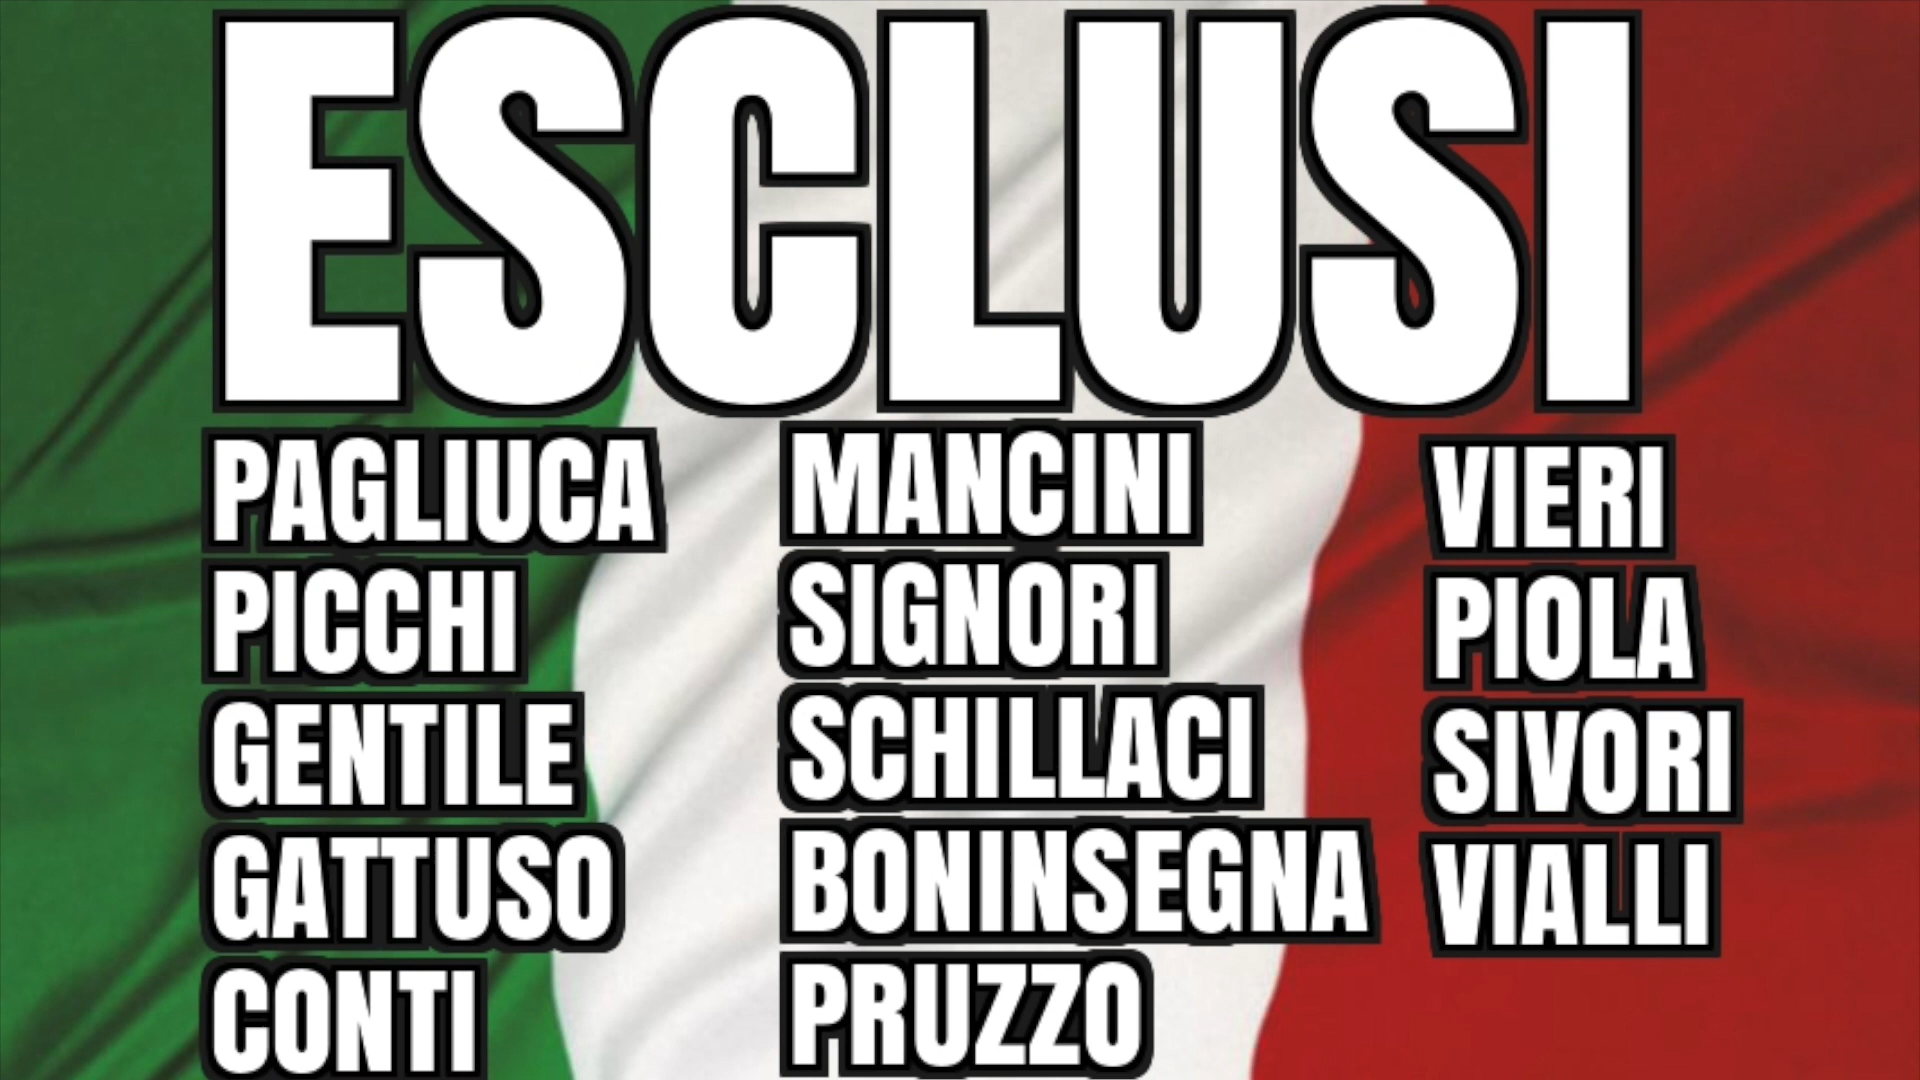 ESCLUSI
PAGLIUCA
PICCHI
GENTILE
GATTUSO
CONTI
MANCINI
SIGNORI
SCHILLACI
BONINSEGNA
PRUZZO
VIERI
PIOLA
SIVORI
VIALLI